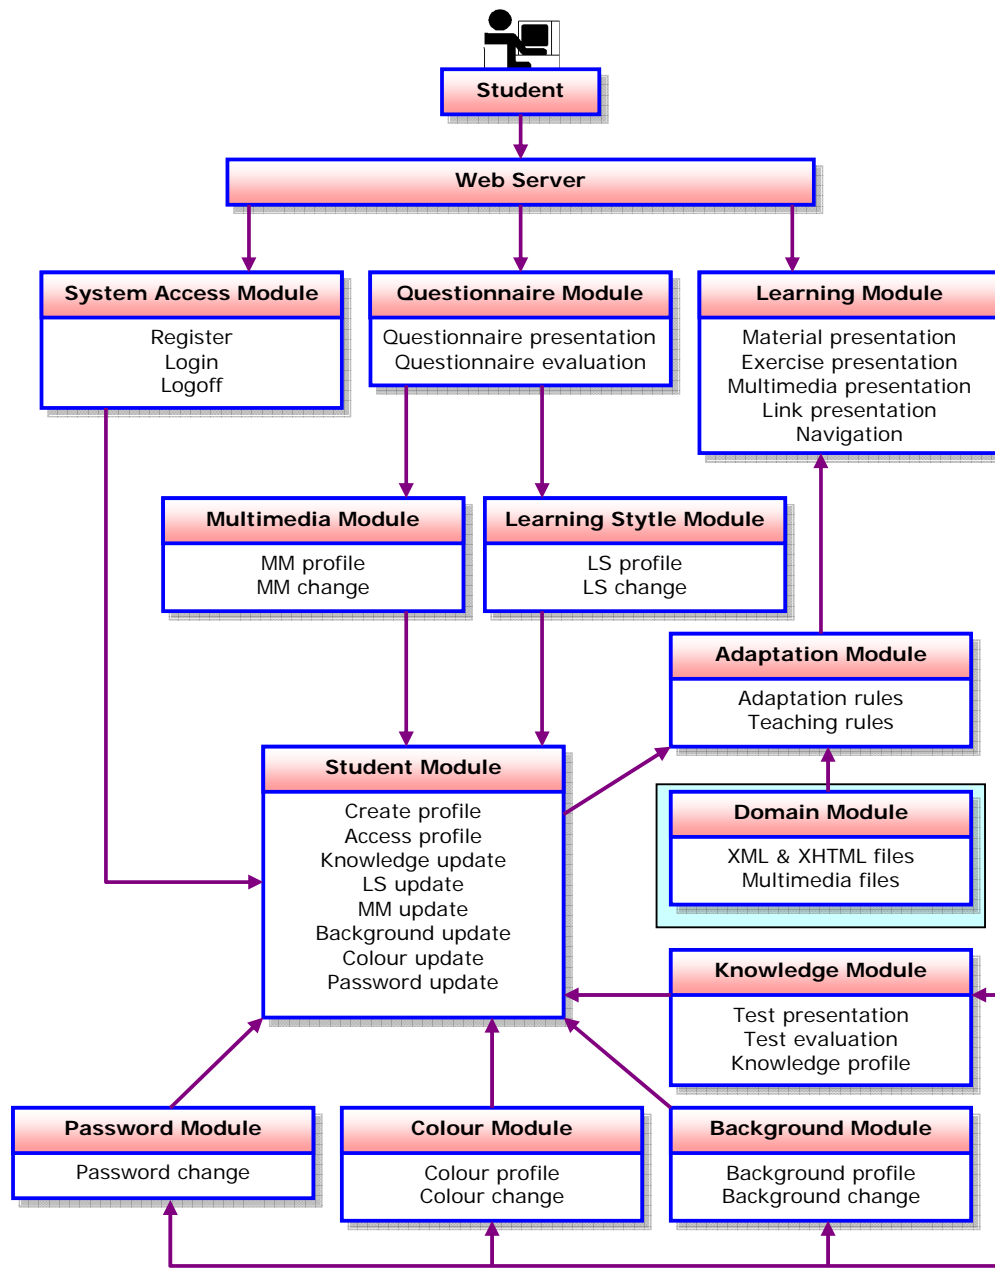 Student
Web Server
System Access Module
Register
Login
Logoff
Questionnaire Module
Questionnaire presentation
Questionnaire evaluation
Learning Module
Material presentation
Exercise presentation
Multimedia presentation
Link presentation
Navigation
Multimedia Module
MM profile
MM change
Learning Stytle Module
LS profile
LS change
Adaptation Module
Adaptation rules
Teaching rules
Student Module
Create profile
Access profile
Knowledge update
LS update
MM update
Background update
Colour update
Password update
Domain Module
XML & XHTML files
Multimedia files
Knowledge Module
Test presentation
Test evaluation
Knowledge profile
Password Module
Password change
Colour Module
Colour profile
Colour change
Background Module
Background profile
Background change